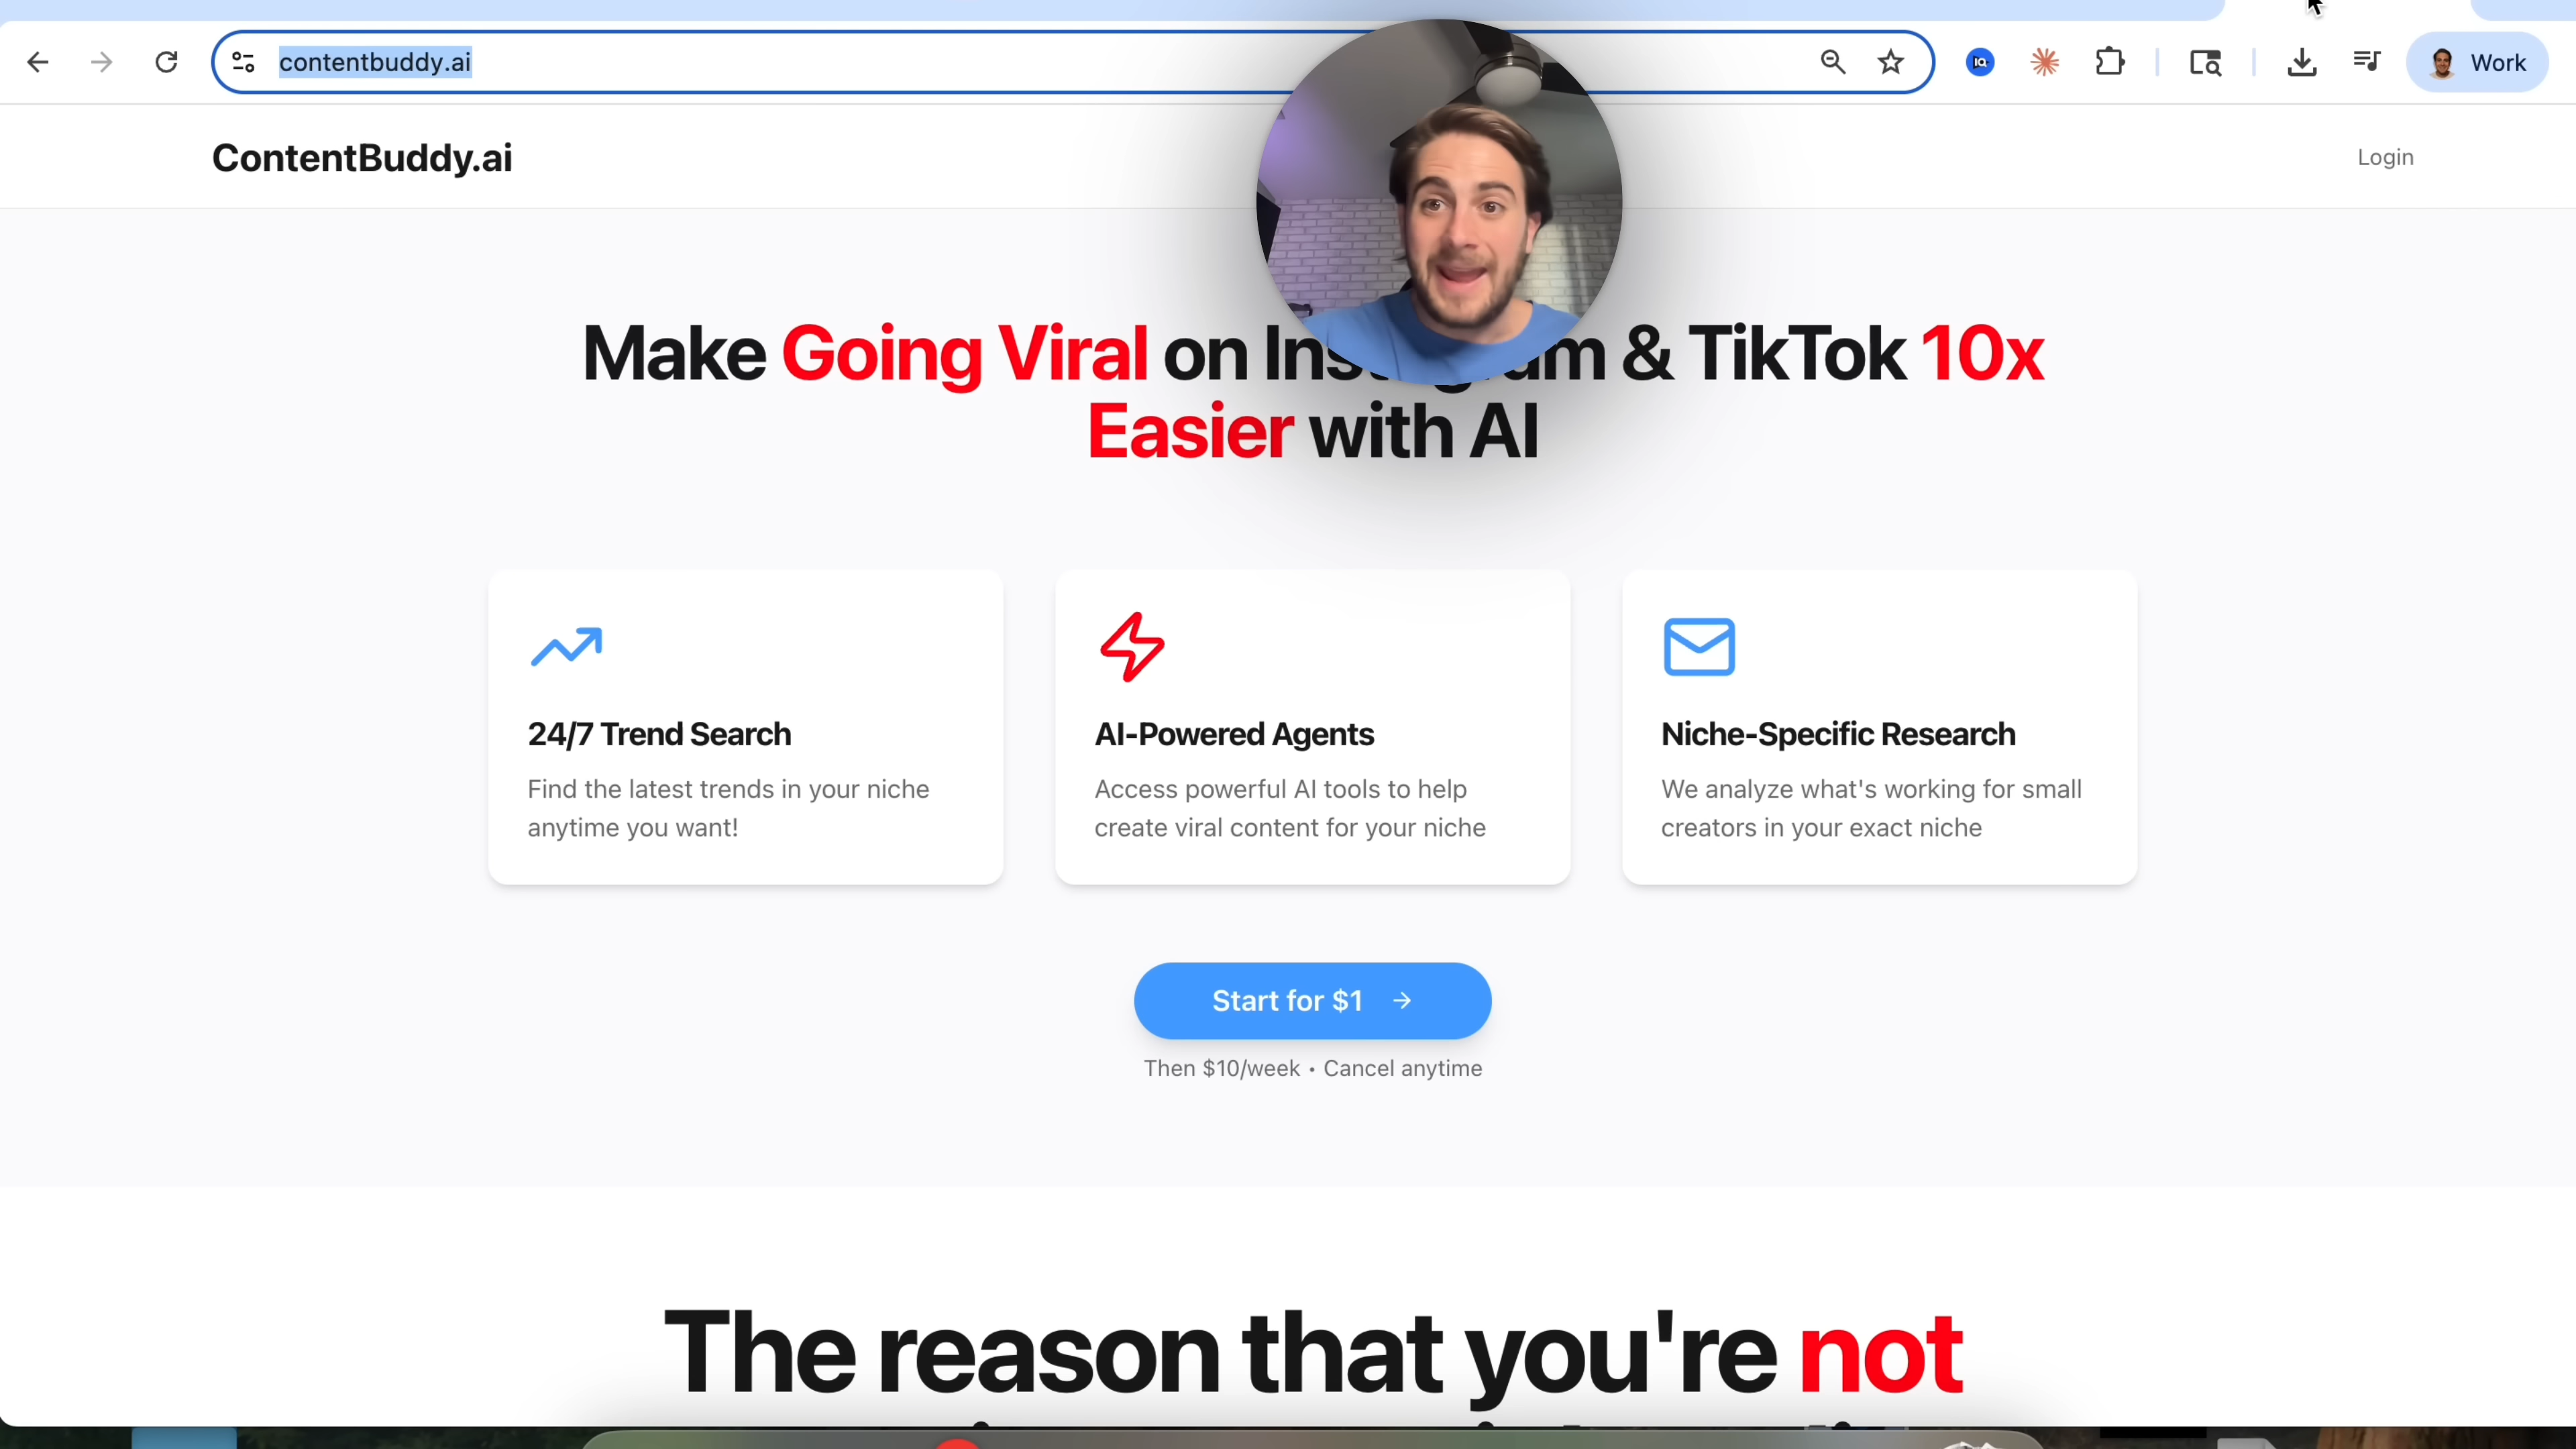 contentbuddy.ai
IQ
Work
ContentBuddy.ai
Login
Make Going Viral on Instagram & TikTok 10x
Easier with AI
24/7 Trend Search
Find the latest trends in your niche
anytime you want!
AI-Powered Agents
Access powerful AI tools to help
create viral content for your niche
Niche-Specific Research
We analyze what's working for small
creators in your exact niche
Start for $1 →
Then $10/week • Cancel anytime
The reason that you're not